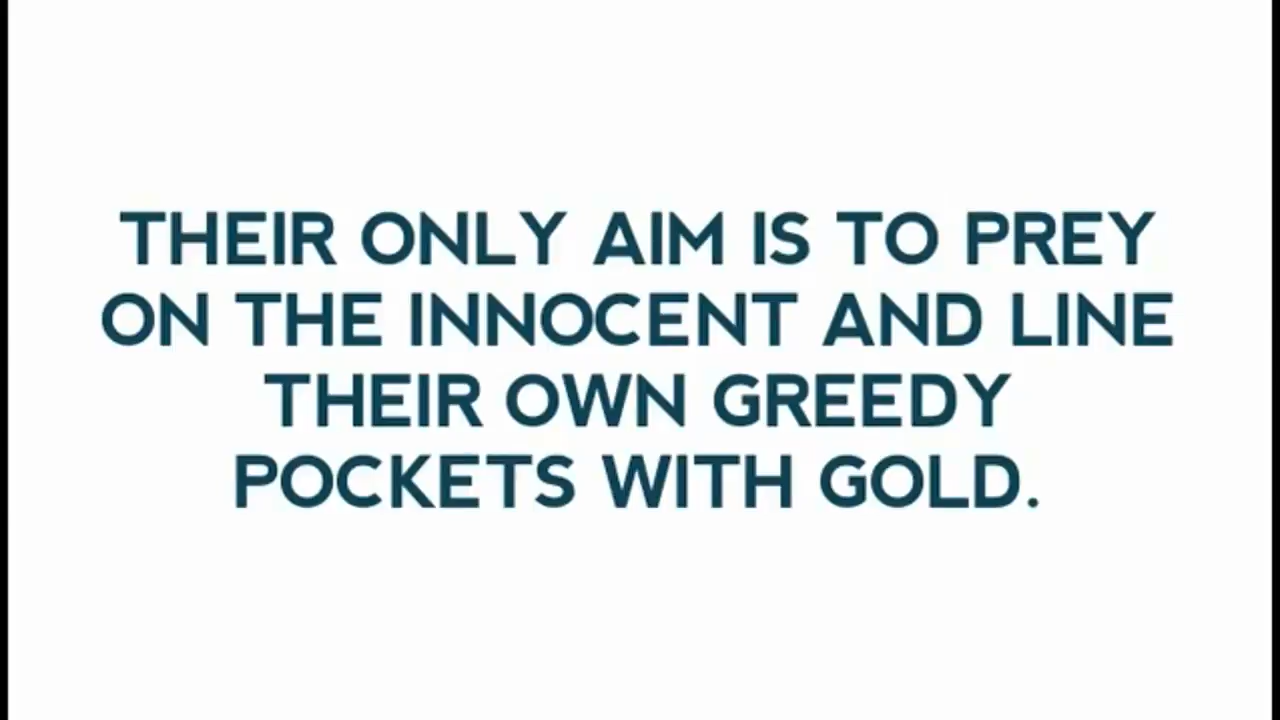 THEIR ONLY AIM IS TO PREY
ON THE INNOCENT AND LINE
THEIR OWN GREEDY
POCKETS WITH GOLD.